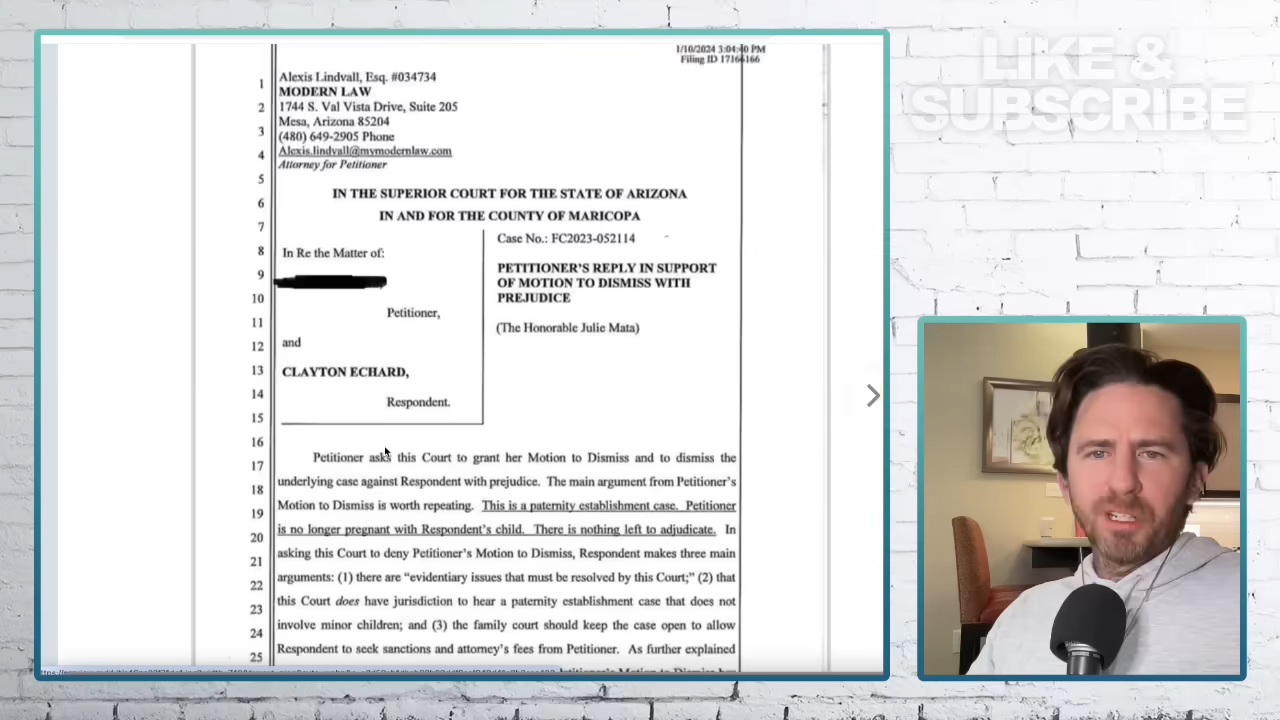 LIKE &
SUBSCRIBE
1/10/2024 3:04:40 PM
Filing ID 17166166
1 Alexis Lindvall, Esq. #034734
MODERN LAW
2 1744 S. Val Vista Drive, Suite 205
Mesa, Arizona 85204
3 (480) 649-2905 Phone
4 Alexis.lindvall@mymodernlaw.com
Attorney for Petitioner
5
6 IN THE SUPERIOR COURT FOR THE STATE OF ARIZONA
7 IN AND FOR THE COUNTY OF MARICOPA
Case No.: FC2023-052114
8 In Re the Matter of:
PETITIONER'S REPLY IN SUPPORT
9 OF MOTION TO DISMISS WITH
10 PREJUDICE
11 Petitioner,
(The Honorable Julie Mata)
12 and
13 CLAYTON ECHARD,
14 Respondent.
15
16 Petitioner asks this Court to grant her Motion to Dismiss and to dismiss the
17 underlying case against Respondent with prejudice. The main argument from Petitioner's
18 Motion to Dismiss is worth repeating. This is a paternity establishment case. Petitioner
19 is no longer pregnant with Respondent's child. There is nothing left to adjudicate. In
20 asking this Court to deny Petitioner's Motion to Dismiss, Respondent makes three main
21 arguments: (1) there are "evidentiary issues that must be resolved by this Court;" (2) that
22 this Court does have jurisdiction to hear a paternity establishment case that does not
23 involve minor children; and (3) the family court should keep the case open to allow
24 Respondent to seek sanctions and attorney's fees from Petitioner. As further explained
25